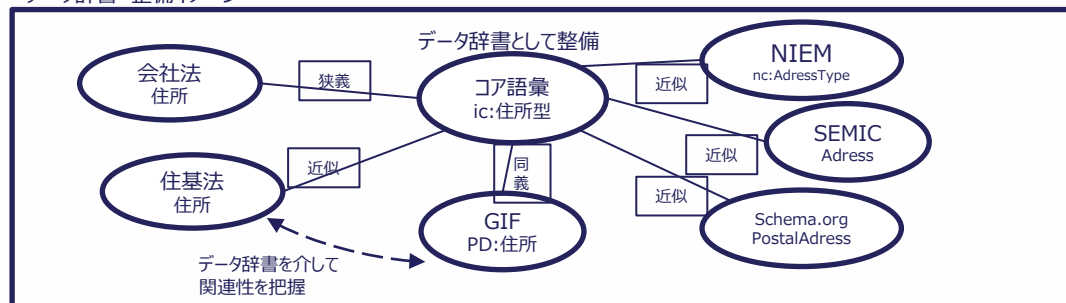 データ辞書として整備
会社法
住所
狭義
コア語彙
ic:住所型
近似
NIEM
nc:AdressType
近似
SEMIC
Adress
住基法
住所
近似
同
義
近似
GIF
PD:住所
Schema.org
PostalAdress
データ辞書を介して
関連性を把握